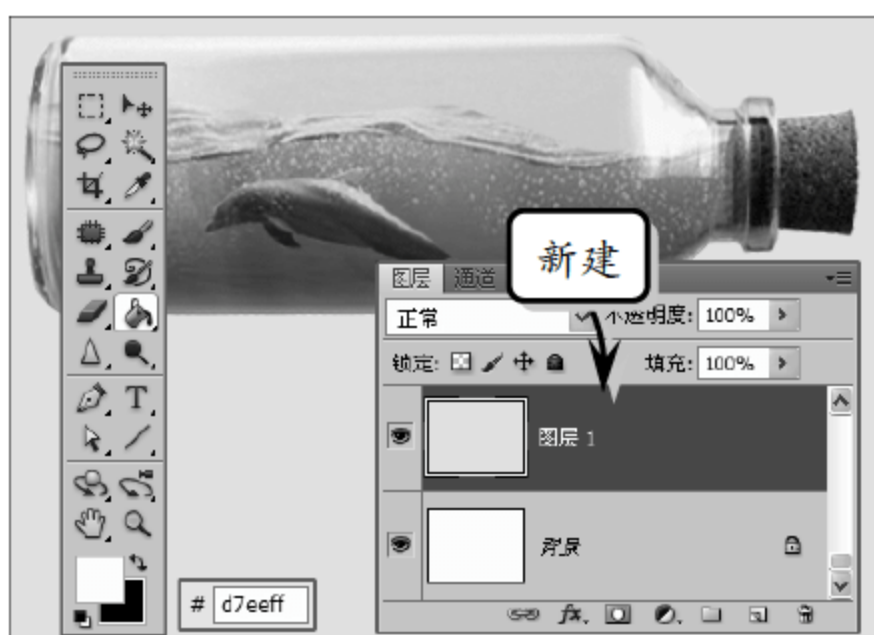 新建
图层 通道
正常 不透明度: 100%
锁定: 填充: 100%
图层 1
背景
# d7eeff
fx
T